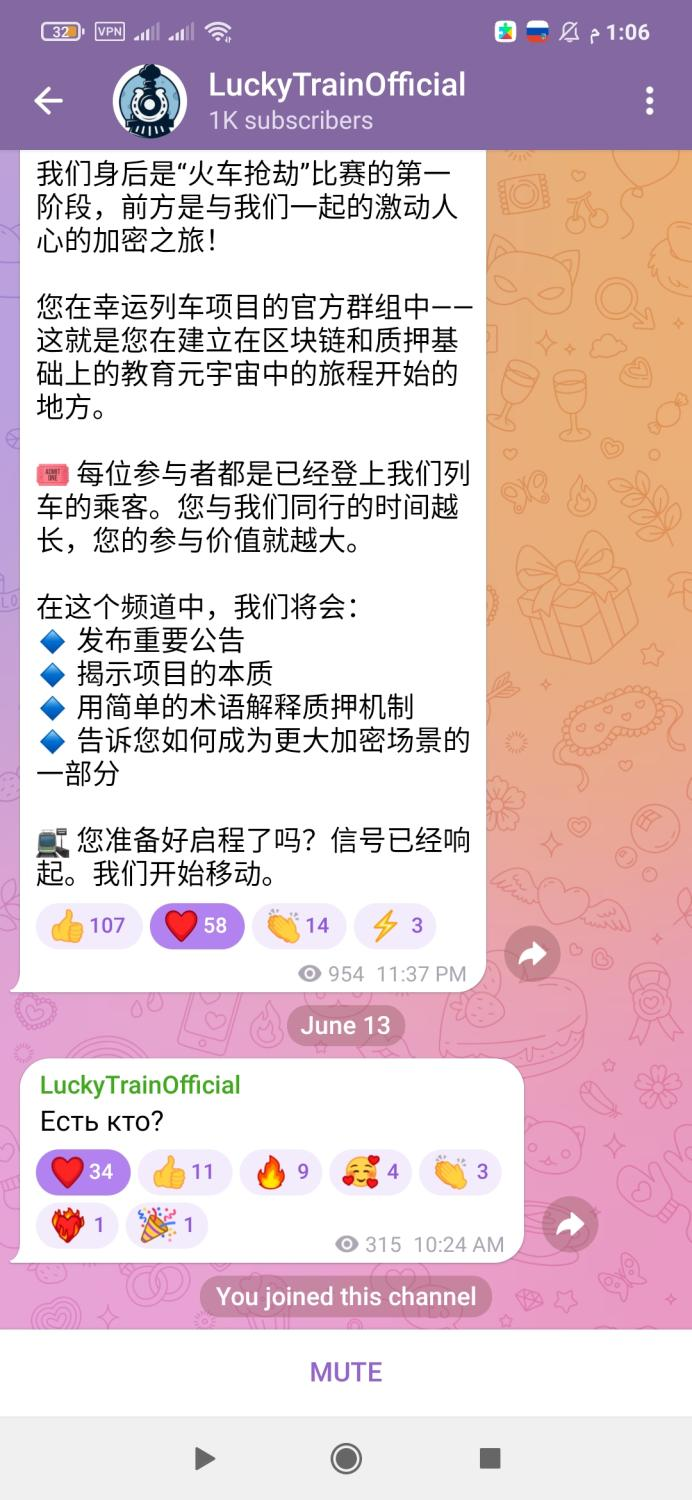 32 VPN م 1:06
LuckyTrainOfficial
1K subscribers
我们身后是“火车抢劫”比赛的第一
阶段，前方是与我们一起的激动人
心的加密之旅！
您在幸运列车项目的官方群组中——
这就是您在建立在区块链和质押基
础上的教育元宇宙中的旅程开始的
地方。
🎟 每位参与者都是已经登上我们列
车的乘客。您与我们同行的时间越
长，您的参与价值就越大。
在这个频道中，我们将会：
🔹 发布重要公告
🔹 揭示项目的本质
🔹 用简单的术语解释质押机制
🔹 告诉您如何成为更大加密场景的
一部分
🚉 您准备好启程了吗？信号已经响
起。我们开始移动。
👍 107 ❤ 58 👏 14 ⚡ 3
954 11:37 PM
June 13
LuckyTrainOfficial
Есть кто?
❤ 34 👍 11 🔥 9 🥰 4 👏 3
❤‍🔥 1 🎉 1
315 10:24 AM
You joined this channel
MUTE